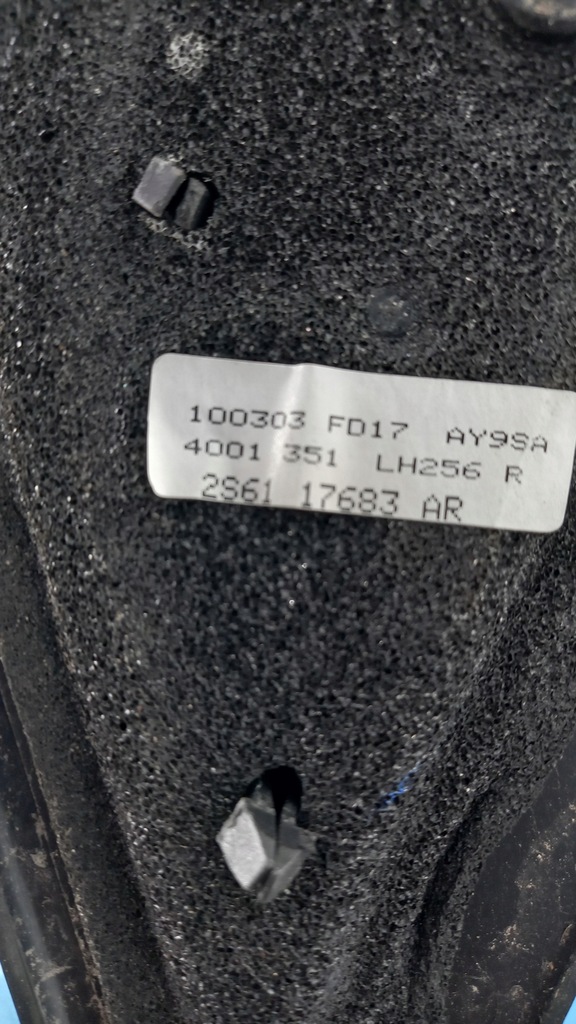 100303 FD17 AY9SA
4001 351 LH256 R
2S61 17683 AR